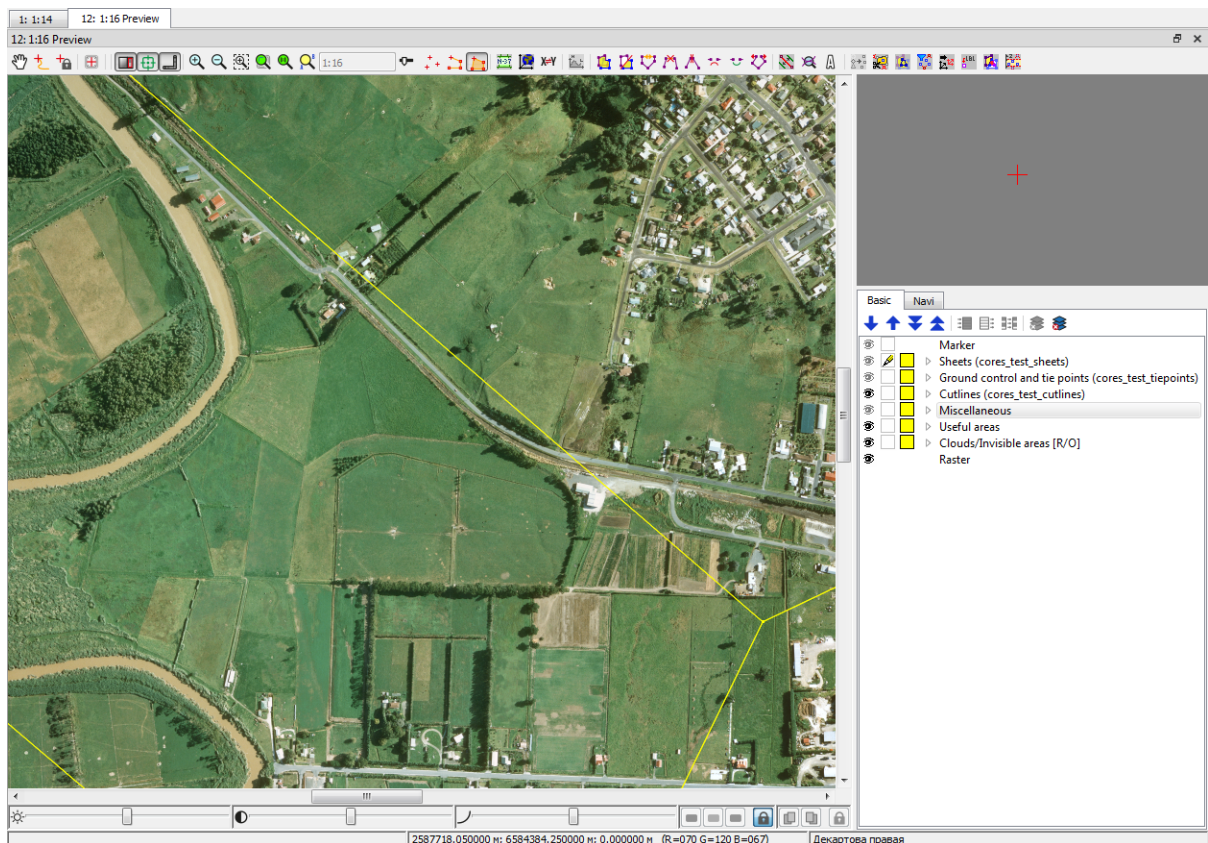 1: 1:14
12: 1:16 Preview
12: 1:16 Preview
1:16
Basic
Navi
Marker
Sheets (cores_test_sheets)
Ground control and tie points (cores_test_tiepoints)
Cutlines (cores_test_cutlines)
Miscellaneous
Useful areas
Clouds/Invisible areas [R/O]
Raster
2587718.050000 м; 6584384.250000 м; 0.000000 м (R=070 G=120 B=067)
Декартова правая